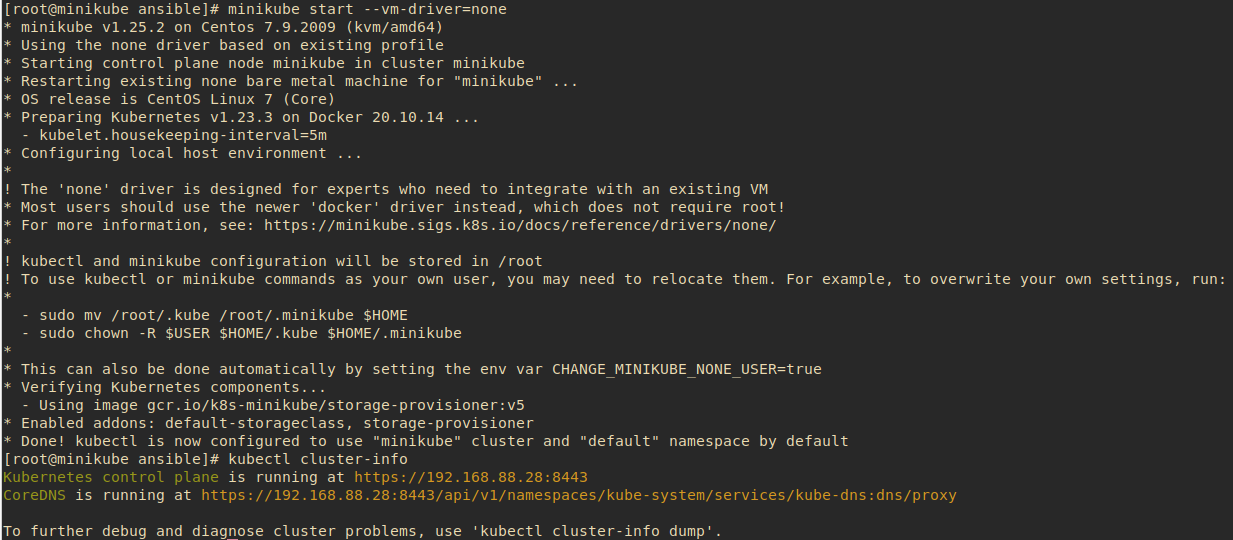 [root@minikube ansible]# minikube start --vm-driver=none
* minikube v1.25.2 on Centos 7.9.2009 (kvm/amd64)
* Using the none driver based on existing profile
* Starting control plane node minikube in cluster minikube
* Restarting existing none bare metal machine for "minikube" ...
* OS release is CentOS Linux 7 (Core)
* Preparing Kubernetes v1.23.3 on Docker 20.10.14 ...
  - kubelet.housekeeping-interval=5m
* Configuring local host environment ...
*
! The 'none' driver is designed for experts who need to integrate with an existing VM
* Most users should use the newer 'docker' driver instead, which does not require root!
* For more information, see: https://minikube.sigs.k8s.io/docs/reference/drivers/none/
*
! kubectl and minikube configuration will be stored in /root
! To use kubectl or minikube commands as your own user, you may need to relocate them. For example, to overwrite your own settings, run:
*
  - sudo mv /root/.kube /root/.minikube $HOME
  - sudo chown -R $USER $HOME/.kube $HOME/.minikube
*
* This can also be done automatically by setting the env var CHANGE_MINIKUBE_NONE_USER=true
* Verifying Kubernetes components...
  - Using image gcr.io/k8s-minikube/storage-provisioner:v5
* Enabled addons: default-storageclass, storage-provisioner
* Done! kubectl is now configured to use "minikube" cluster and "default" namespace by default
[root@minikube ansible]# kubectl cluster-info
Kubernetes control plane is running at https://192.168.88.28:8443
CoreDNS is running at https://192.168.88.28:8443/api/v1/namespaces/kube-system/services/kube-dns:dns/proxy

To further debug and diagnose cluster problems, use 'kubectl cluster-info dump'.